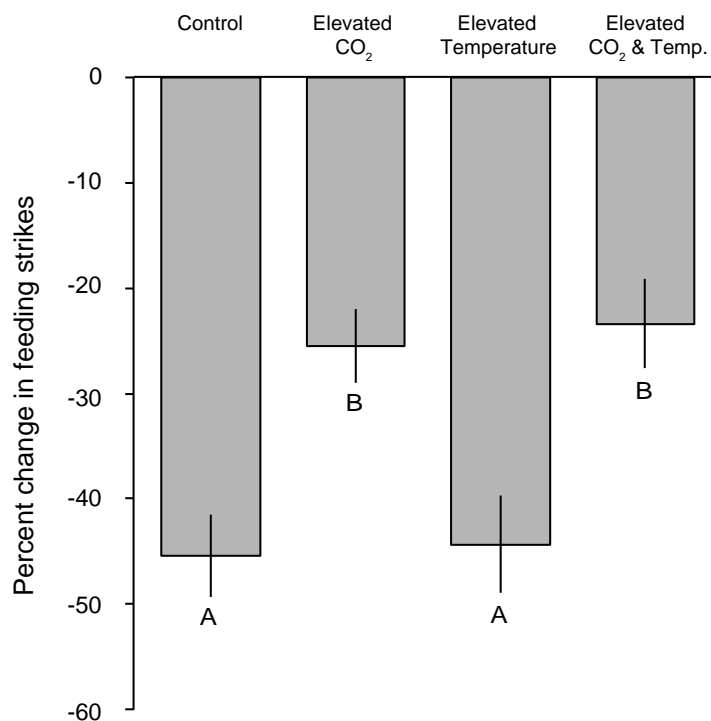 Control
Elevated
CO₂
Elevated
Temperature
Elevated
CO₂ & Temp.
Percent change in feeding strikes
0
-10
-20
-30
-40
-50
-60
A
B
A
B